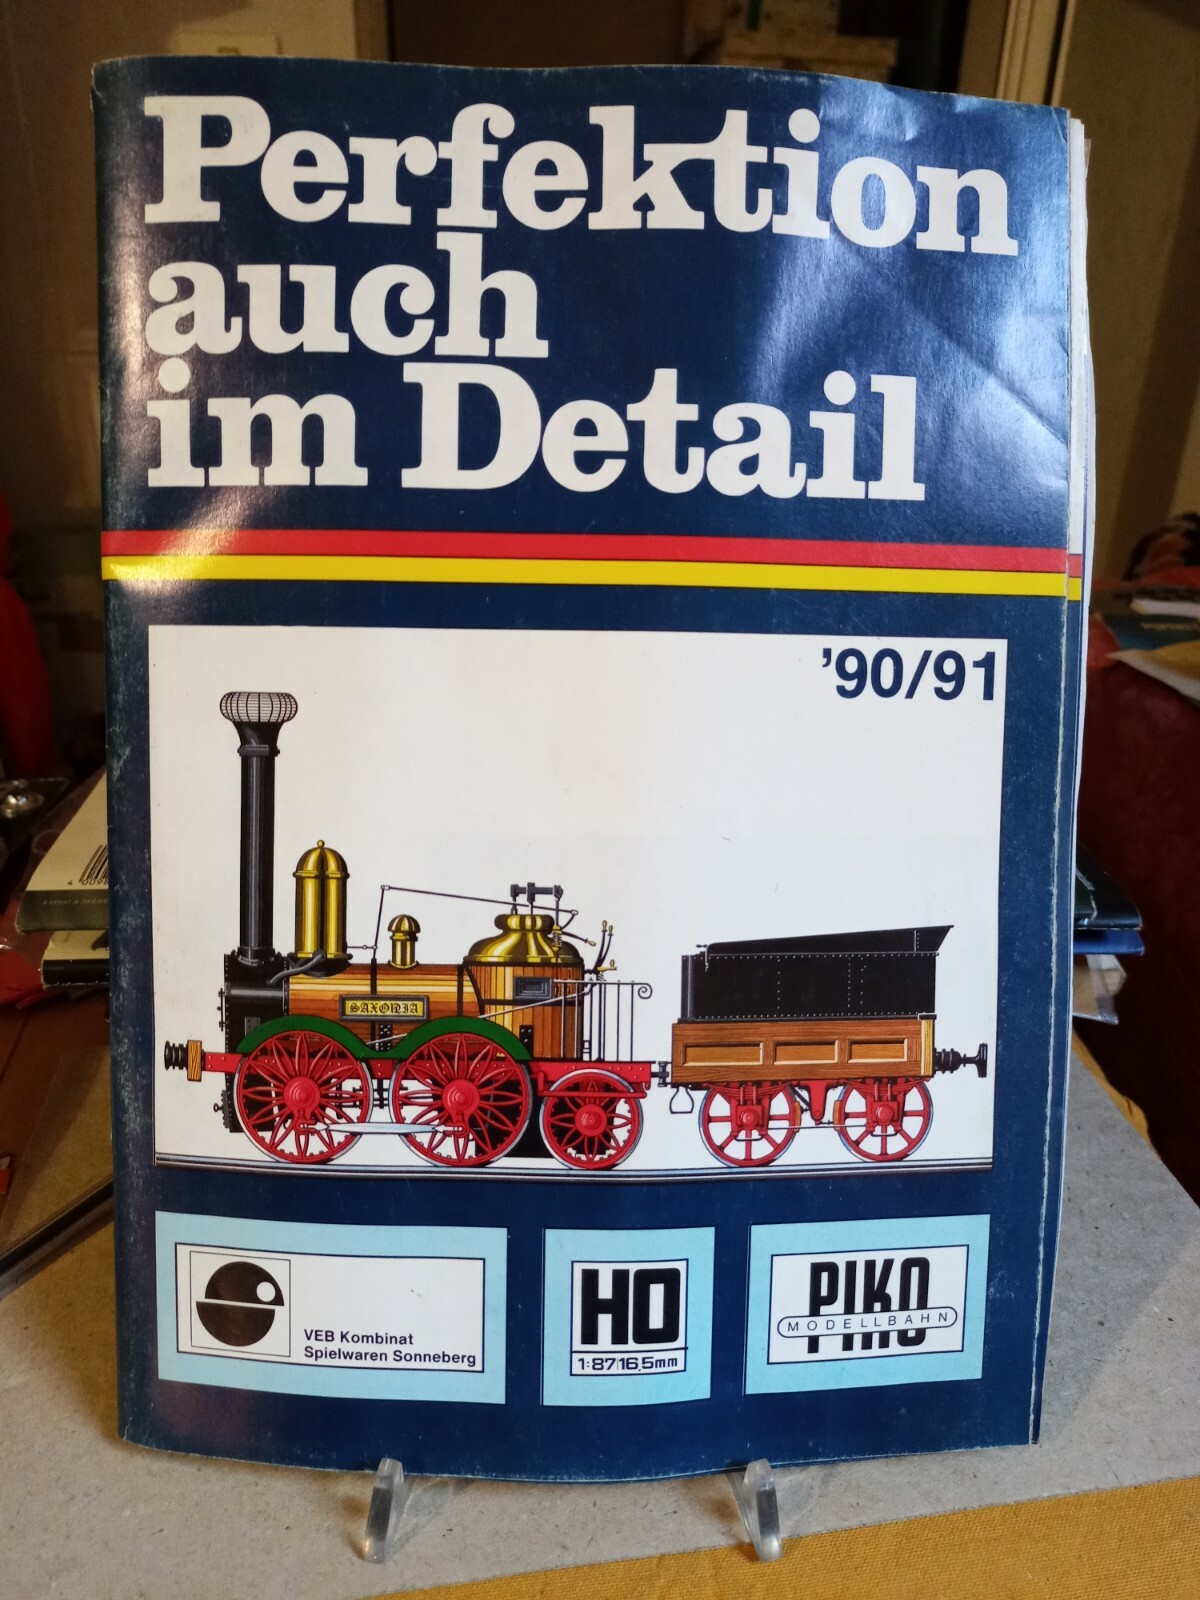 Perfektion
auch
im Detail
'90/91
SAXONIA
VEB Kombinat
Spielwaren Sonneberg
HO
1:87/16,5mm
PIKO
MODELLBAHN